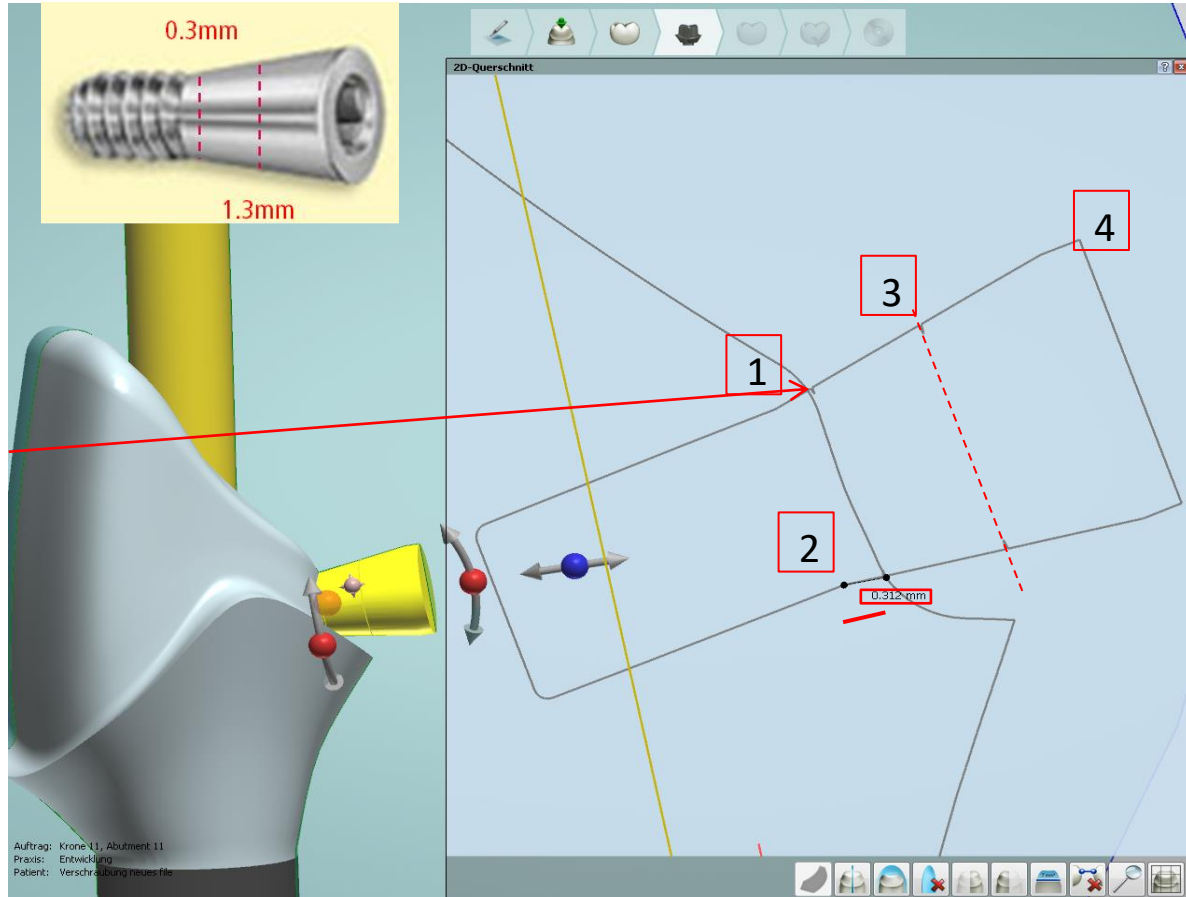 0.3mm
1.3mm
2D-Querschnitt
1
2
3
4
0.312 mm
Auftrag: Krone 11, Abutment 11
Praxis: Entwicklung
Patient: Verschraubung neues file